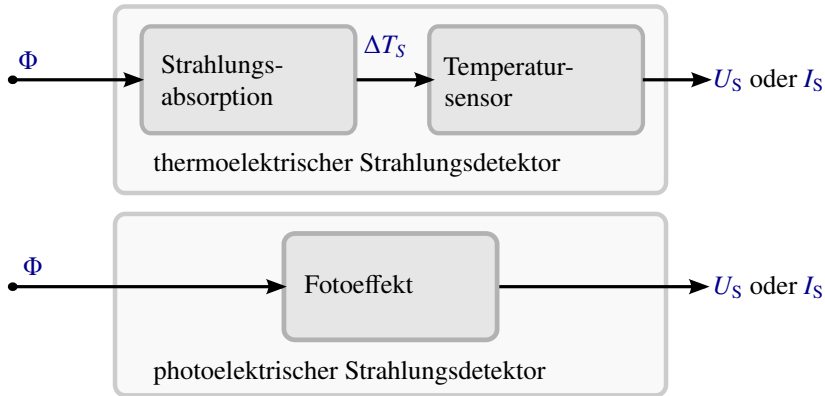 Φ
Strahlungs-
absorption
ΔT_S
Temperatur-
sensor
U_S oder I_S
thermoelektrischer Strahlungsdetektor
Φ
Fotoeffekt
U_S oder I_S
photoelektrischer Strahlungsdetektor